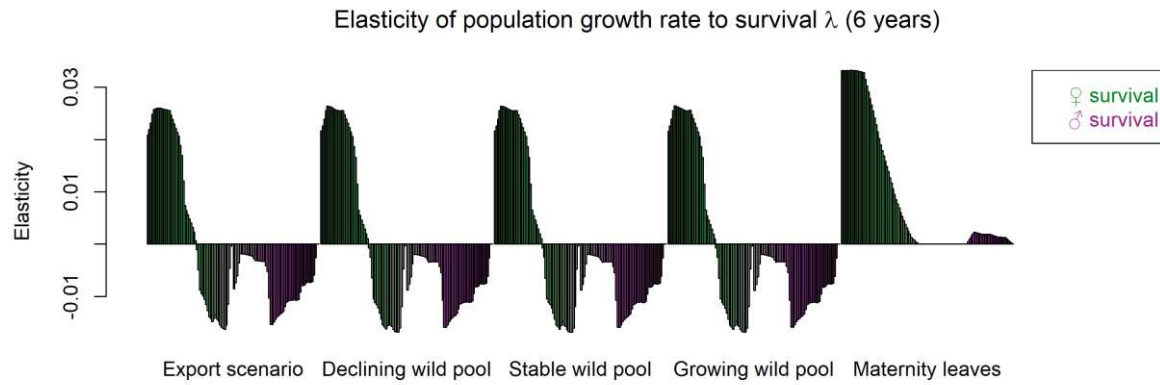 Elasticity of population growth rate to survival λ (6 years)
Elasticity
0.03
0.01
-0.01
♀ survival
♂ survival
Export scenario
Declining wild pool
Stable wild pool
Growing wild pool
Maternity leaves